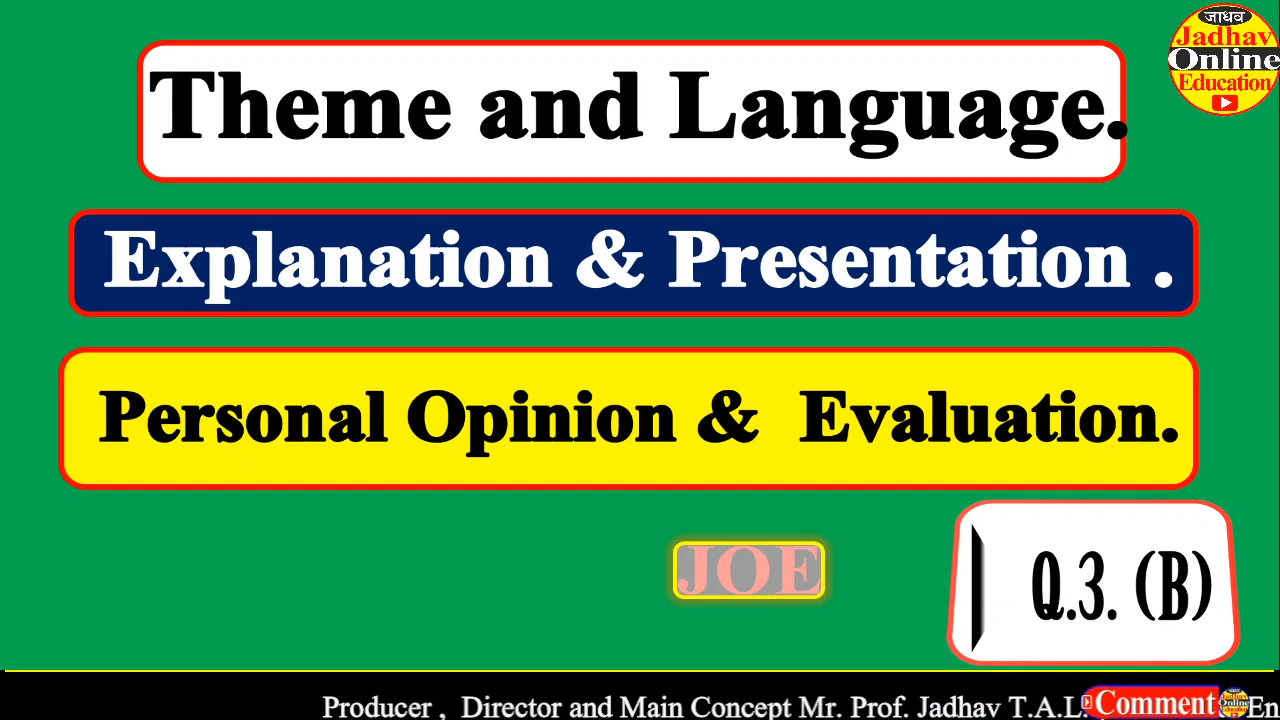 जाधव
Jadhav
Online
Education
Theme and Language.
Explanation & Presentation .
Personal Opinion & Evaluation.
JOE
Q.3. (B)
Producer , Director and Main Concept Mr. Prof. Jadhav T.A.L.
Comment
En